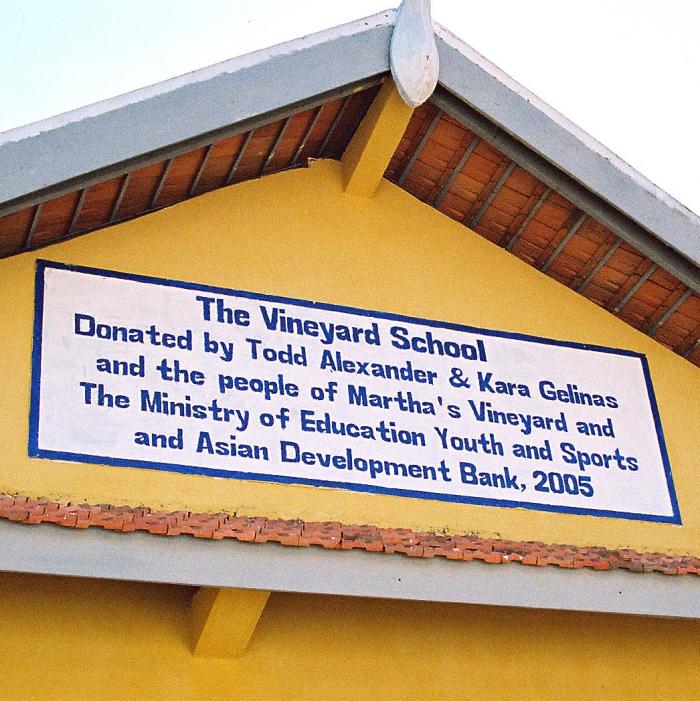 The Vineyard School
Donated by Todd Alexander & Kara Gelinas
and the people of Martha's Vineyard and
The Ministry of Education Youth and Sports
and Asian Development Bank, 2005